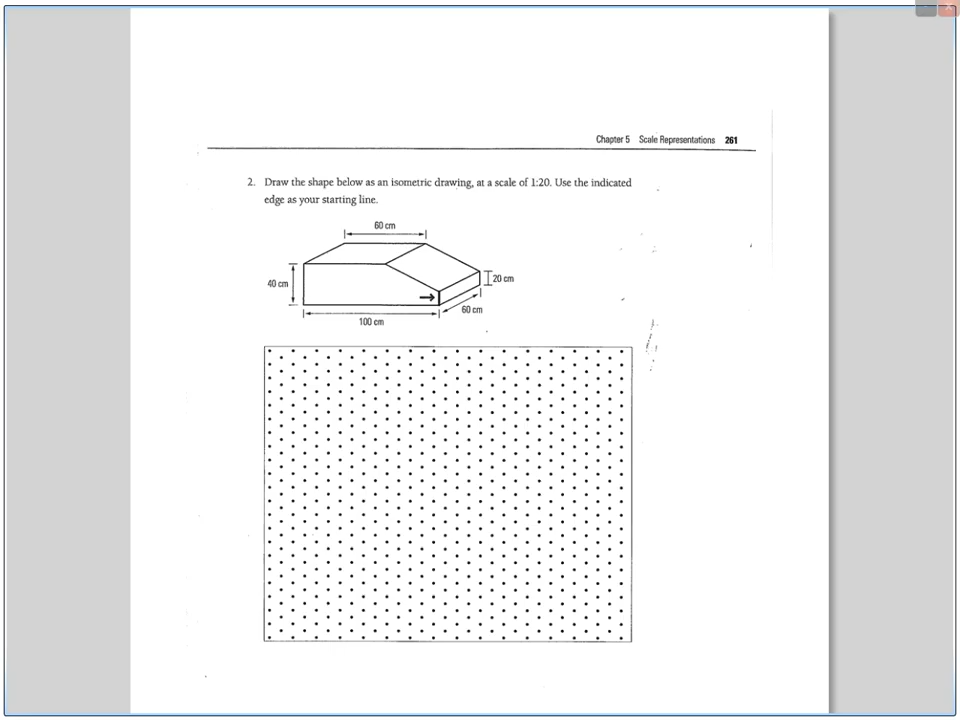 Chapter 5 Scale Representations 261
2. Draw the shape below as an isometric drawing, at a scale of 1:20. Use the indicated
edge as your starting line.
60 cm
40 cm
20 cm
60 cm
100 cm